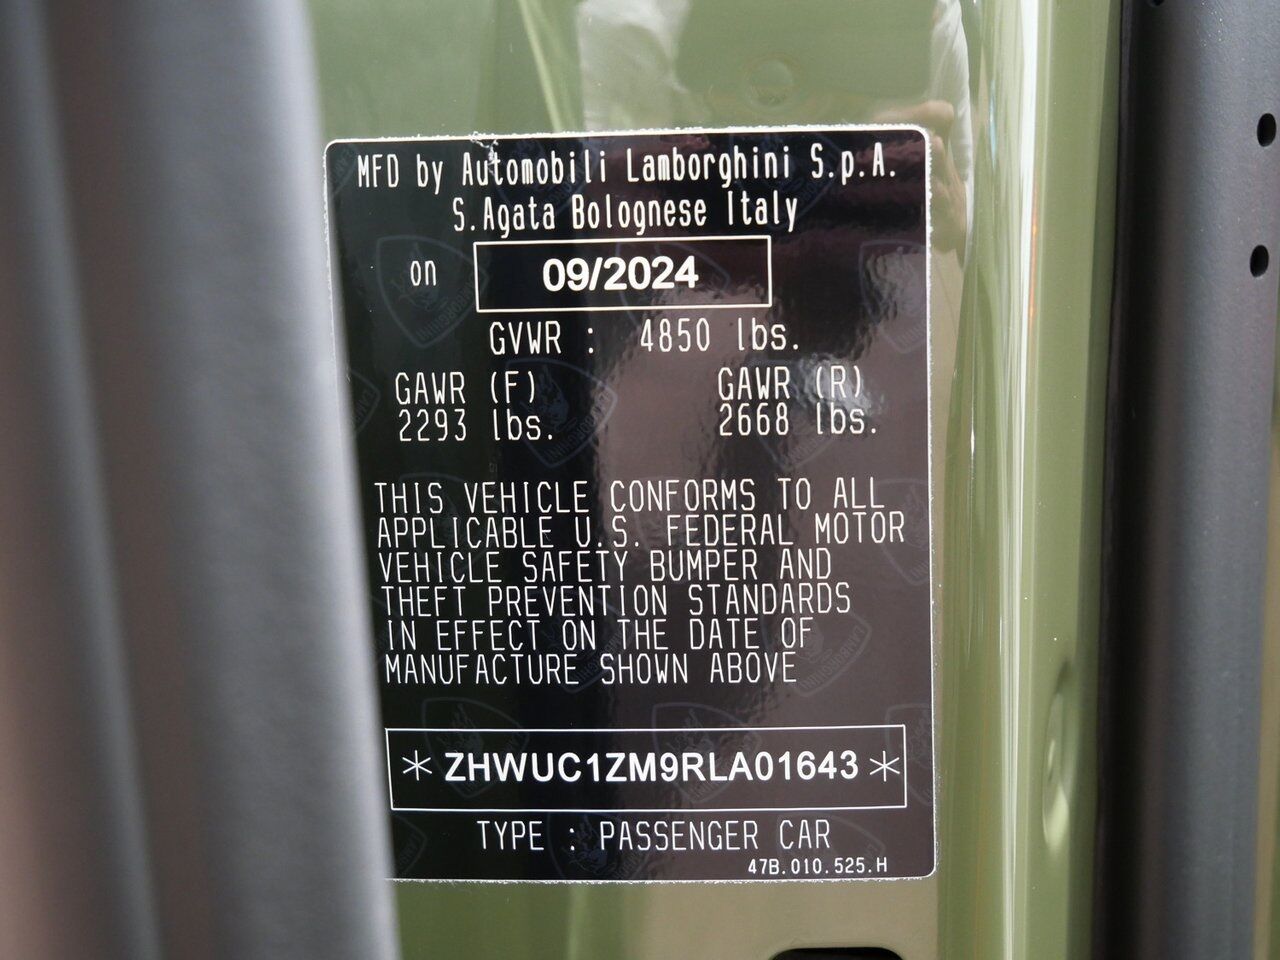 MFD by Automobili Lamborghini S.p.A.
S.Agata Bolognese Italy
on 09/2024
GVWR : 4850 lbs.
GAWR (F) GAWR (R)
2293 lbs. 2668 lbs.
THIS VEHICLE CONFORMS TO ALL
APPLICABLE U.S. FEDERAL MOTOR
VEHICLE SAFETY BUMPER AND
THEFT PREVENTION STANDARDS
IN EFFECT ON THE DATE OF
MANUFACTURE SHOWN ABOVE
* ZHWUC1ZM9RLA01643 *
TYPE : PASSENGER CAR
47B.010.525.H